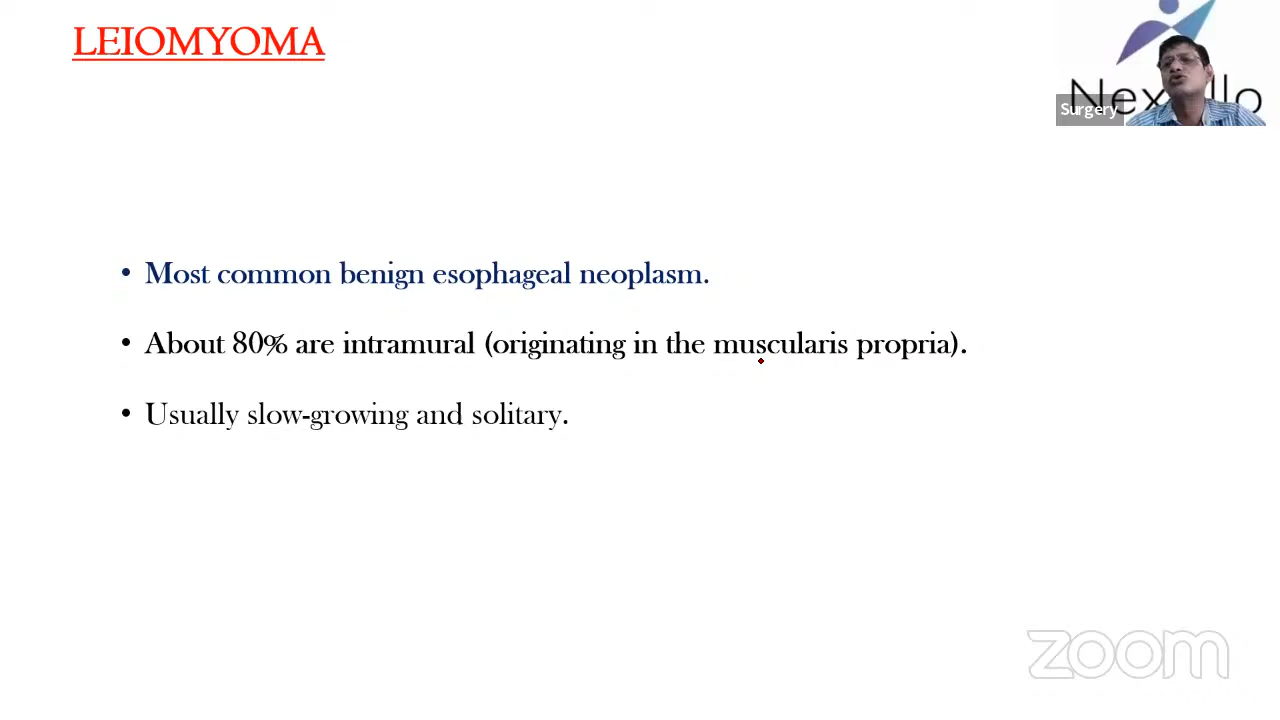 LEIOMYOMA
Surgery
• Most common benign esophageal neoplasm.
• About 80% are intramural (originating in the muscularis propria).
• Usually slow-growing and solitary.
zoom